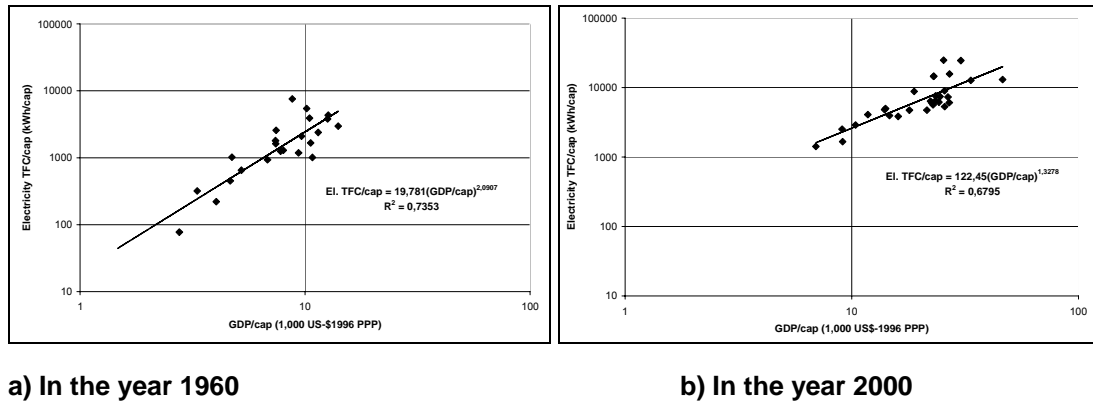 100000
10000
1000
100
10
1
10
100
Electricity TFC/cap (kWh/cap)
El. TFC/cap = 19,781(GDP/cap)^2,0907
R² = 0,7353
GDP/cap (1,000 US-$1996 PPP)
100000
10000
1000
100
10
1
10
100
Electricity TFC/cap (kWh/cap)
El. TFC/cap = 122,45(GDP/cap)^1,3278
R² = 0,6795
GDP/cap (1,000 US$-1996 PPP)
a) In the year 1960
b) In the year 2000